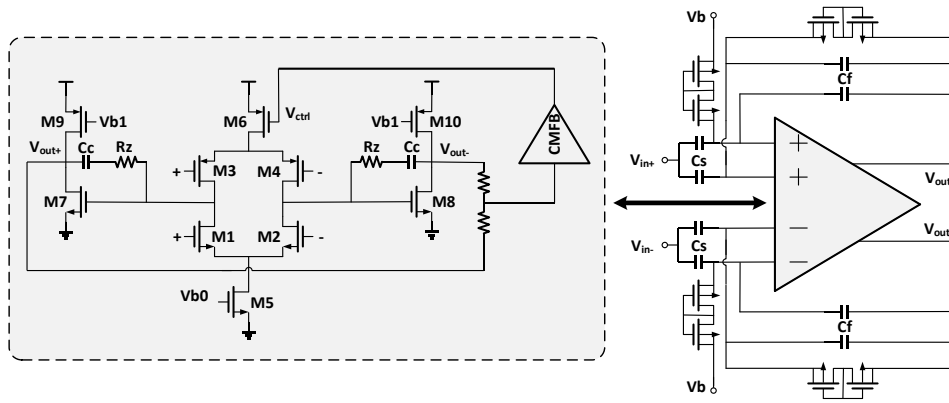 M9
Vb1
Vout+
Cc
Rz
M7
M6
Vctrl
M3
M4
+
-
M1
M2
+
-
Vb0
M5
Vb1
M10
Rz
Cc
Vout-
M8
CMFB
Vb
Cf
Vin+
Cs
+
+
Vout
Vout
Vin-
Cs
−
−
Cf
Vb